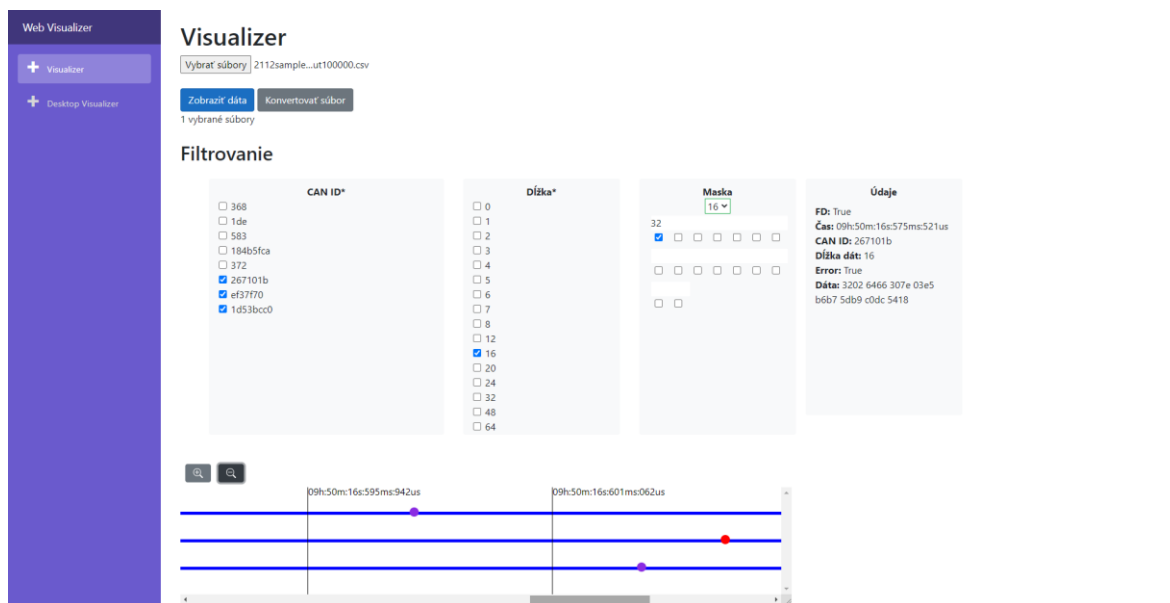 Web Visualizer
Visualizer
Desktop Visualizer
Visualizer
Vybrať súbory 2112sample...ut100000.csv
Zobraziť dáta Konvertovať súbor
1 vybrané súbory
Filtrovanie
CAN ID*
368
1de
583
184b5fca
372
267101b
ef37f70
1d53bcc0
Dĺžka*
0
1
2
3
4
5
6
7
8
12
16
20
24
32
48
64
Maska
16
32
Údaje
FD: True
Čas: 09h:50m:16s:575ms:521us
CAN ID: 267101b
Dĺžka dát: 16
Error: True
Dáta: 3202 6466 307e 03e5
b6b7 5db9 c0dc 5418
09h:50m:16s:595ms:942us 09h:50m:16s:601ms:062us